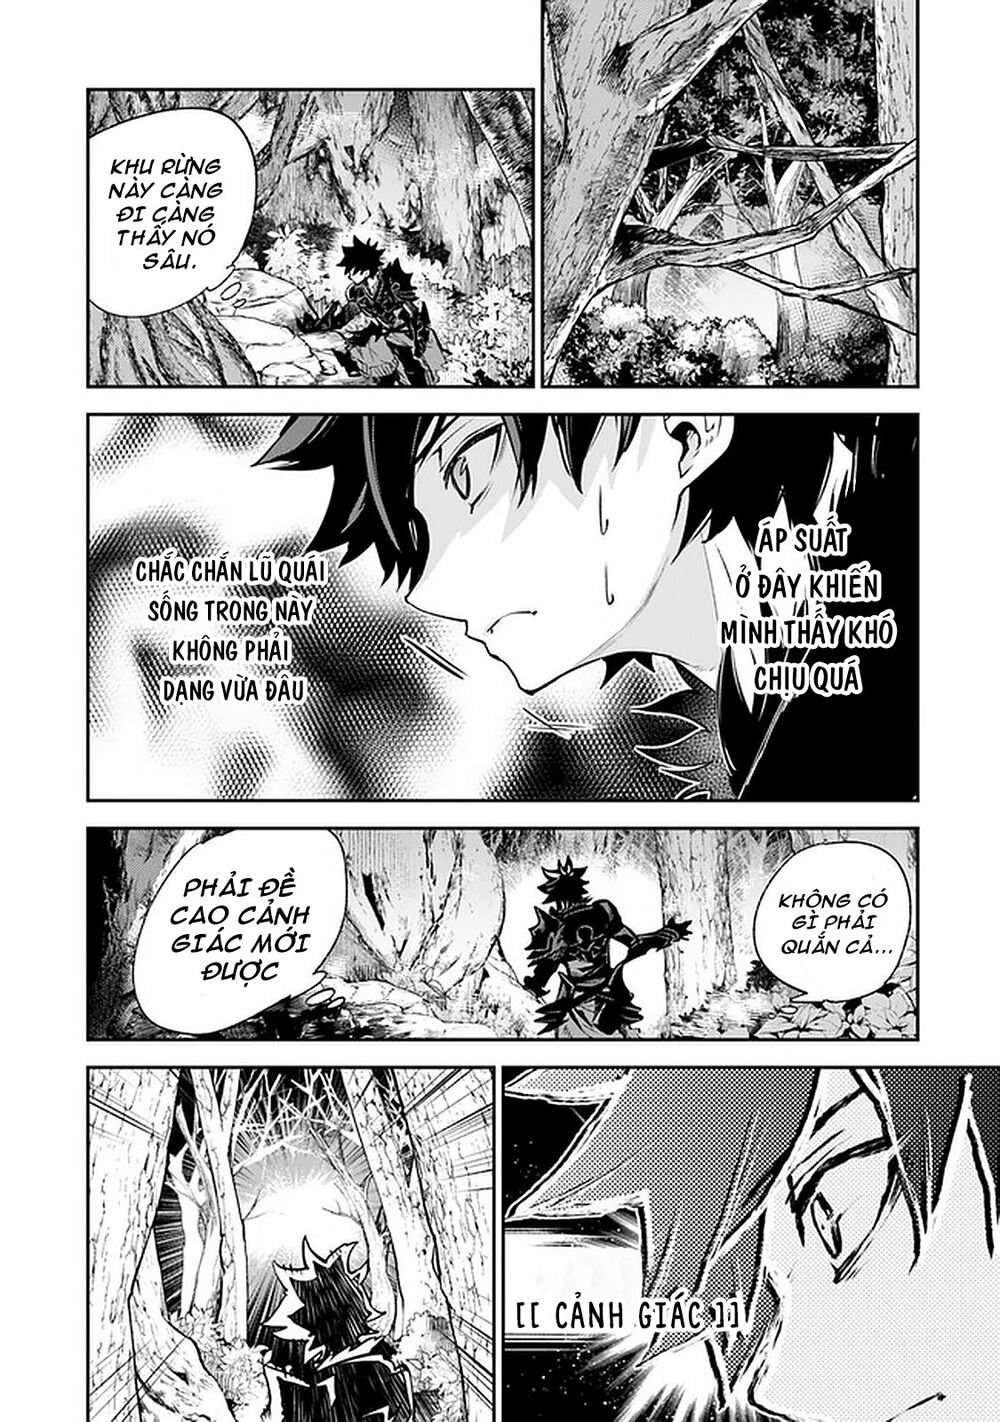 KHU RỪNG
NÀY CÀNG
ĐI CÀNG
THẤY NÓ
SÂU.
ÁP SUẤT
Ở ĐÂY KHIẾN
MÌNH THẤY KHÓ
CHỊU QUÁ
CHẮC CHẮN LŨ QUÁI
SỐNG TRONG NÀY
KHÔNG PHẢI
DẠNG VỪA ĐÂU
KHÔNG CÓ
GÌ PHẢI
QUẮN CẢ...
PHẢI ĐỀ
CAO CẢNH
GIÁC MỚI
ĐƯỢC
[[ CẢNH GIÁC ]]